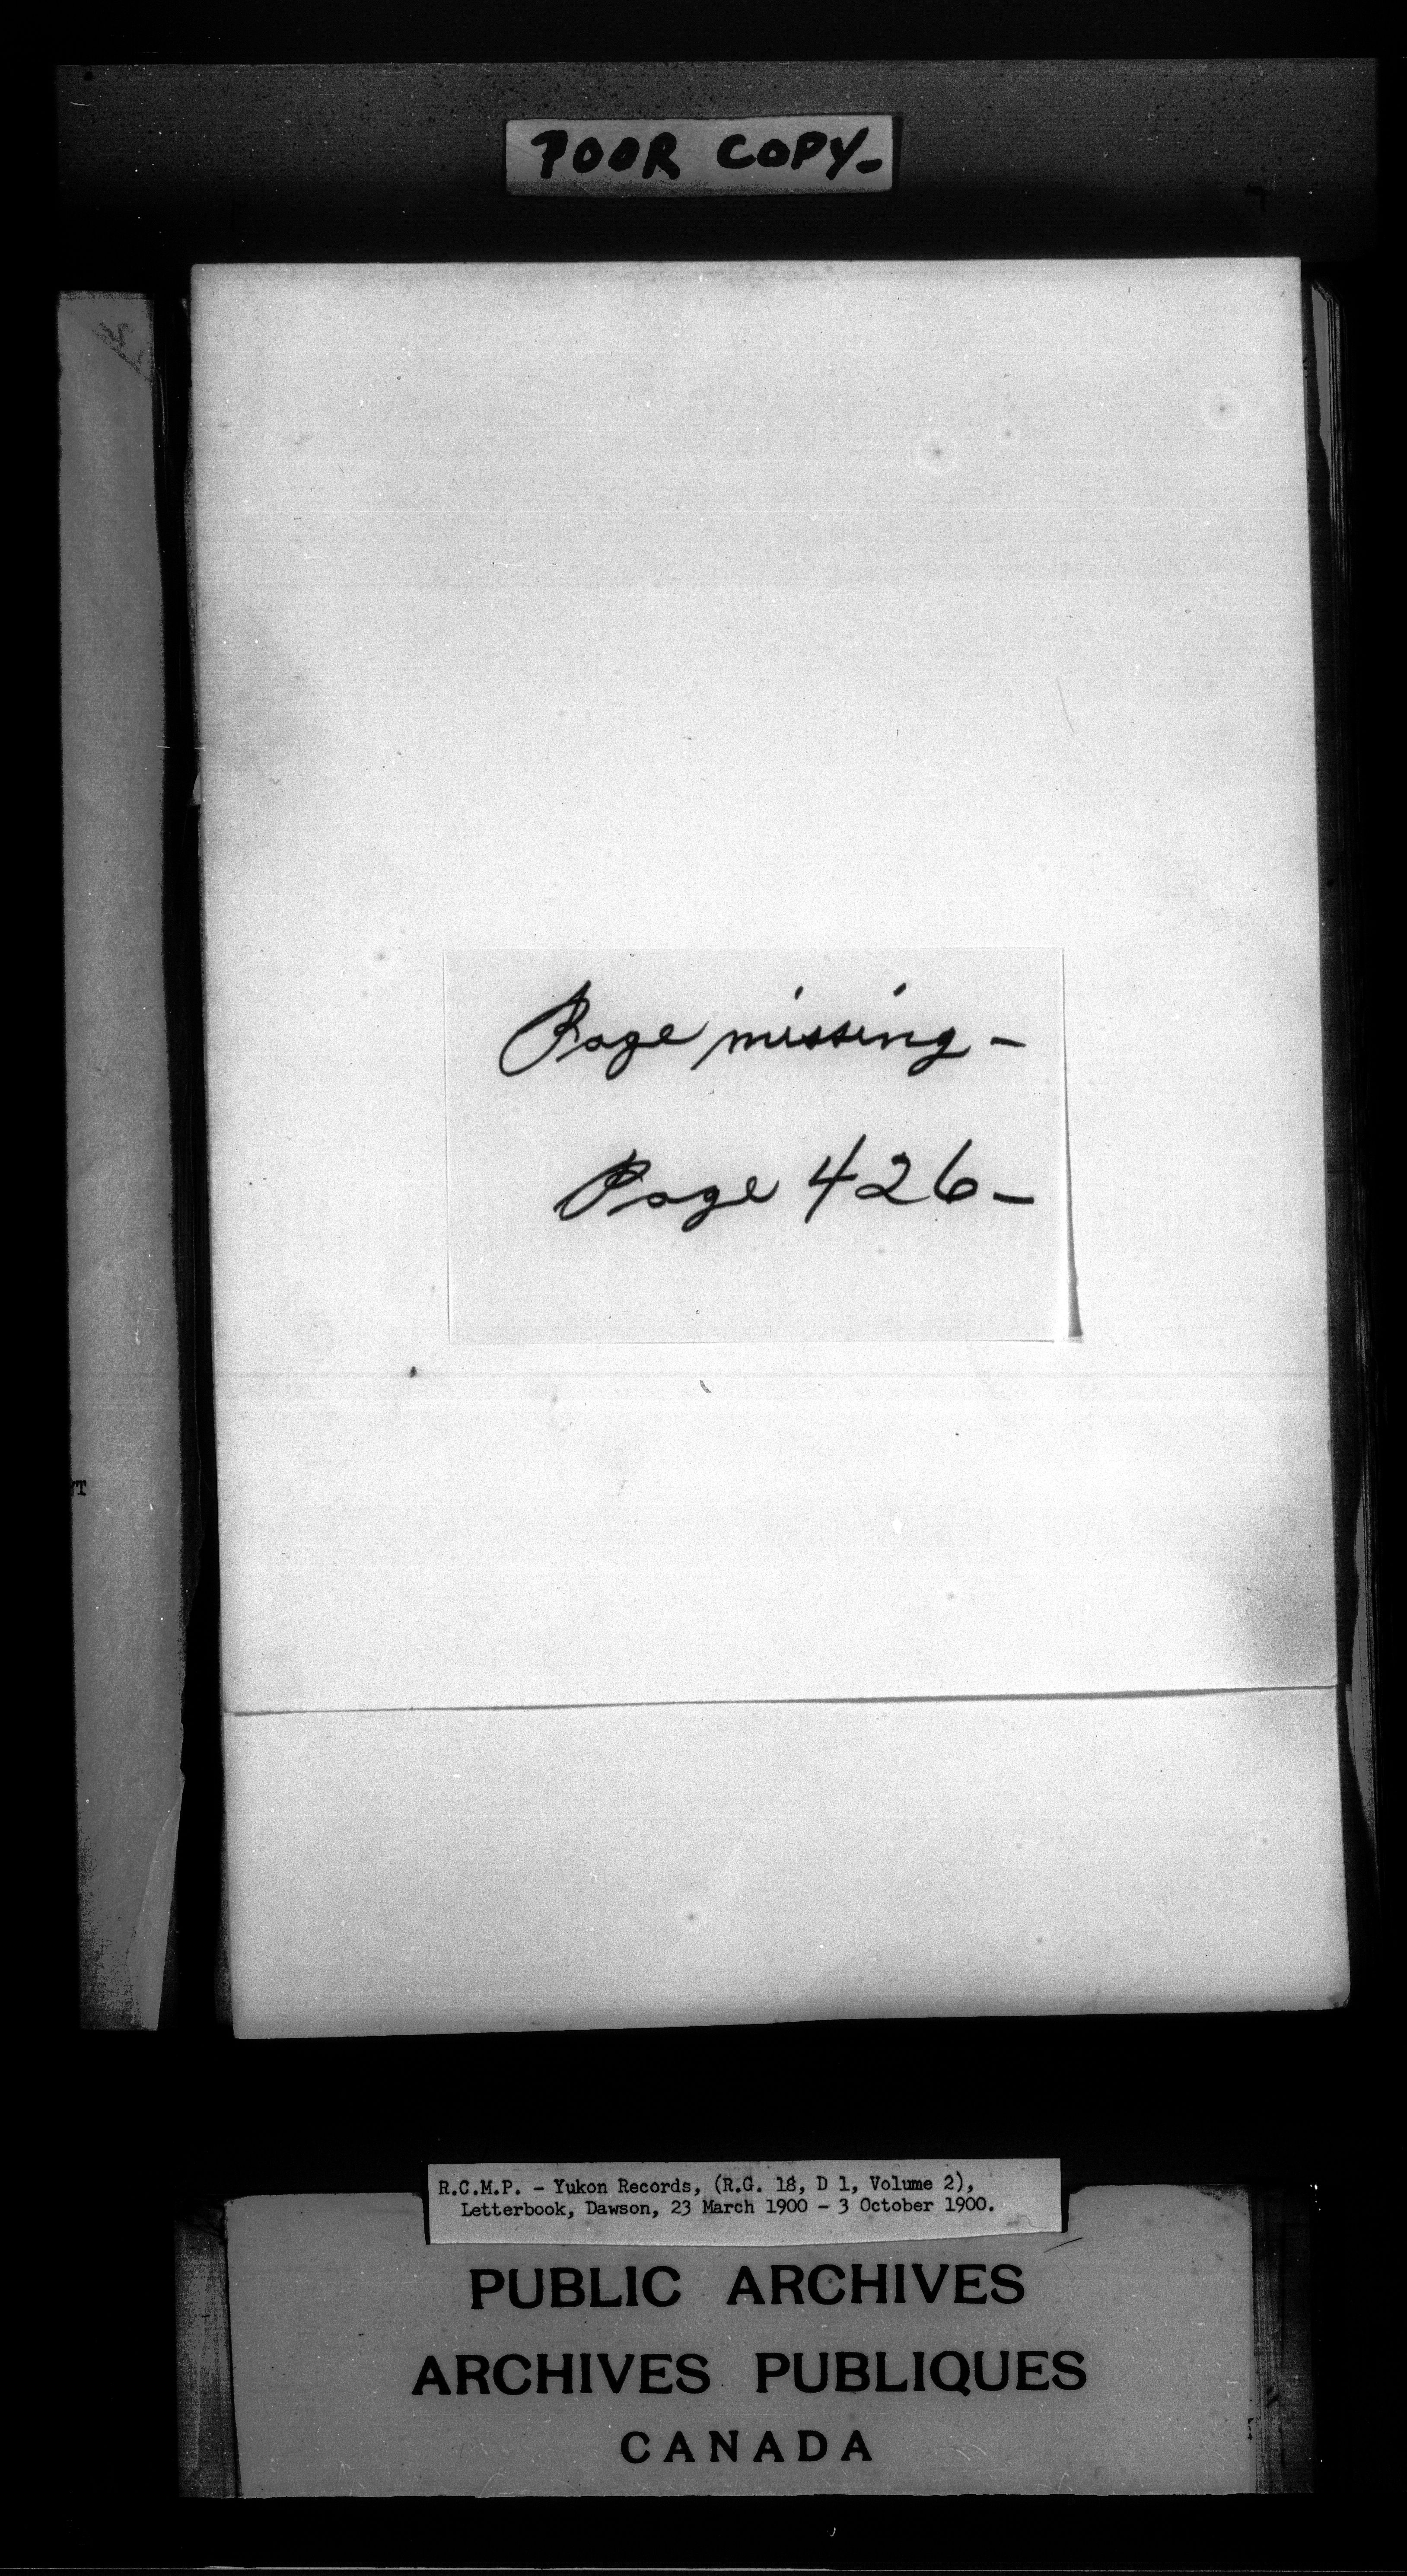 POOR COPY-
Page missing -
Page 426-
R.C.M.P. - Yukon Records, (R.G. 18, D 1, Volume 2),
Letterbook, Dawson, 23 March 1900 - 3 October 1900.
PUBLIC ARCHIVES
ARCHIVES PUBLIQUES
CANADA